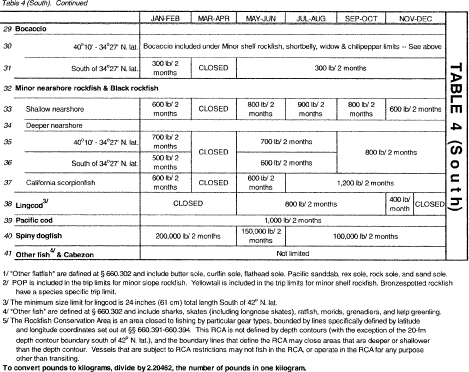 Table 4 (South). Continued
JAN-FEB MAR-APR MAY-JUN JUL-AUG SEP-OCT NOV-DEC
29 Bocaccio
30 40°10' - 34°27' N. lat. Bocaccio included under Minor shelf rockfish, shortbelly, widow & chilipepper limits -- See above
31 South of 34°27' N. lat. 300 lb/ 2 months CLOSED 300 lb/ 2 months
32 Minor nearshore rockfish & Black rockfish
33 Shallow nearshore 600 lb/ 2 months CLOSED 800 lb/ 2 months 900 lb/ 2 months 800 lb/ 2 months 600 lb/ 2 months
34 Deeper nearshore
35 40°10' - 34°27' N. lat. 700 lb/ 2 months CLOSED 700 lb/ 2 months 800 lb/ 2 months
36 South of 34°27' N. lat. 500 lb/ 2 months 600 lb/ 2 months
37 California scorpionfish 600 lb/ 2 months CLOSED 600 lb/ 2 months 1,200 lb/ 2 months
38 Lingcod3/ CLOSED 800 lb/ 2 months 400 lb/ month CLOSED
39 Pacific cod 1,000 lb/ 2 months
40 Spiny dogfish 200,000 lb/ 2 months 150,000 lb/ 2 months 100,000 lb/ 2 months
41 Other fish4/ & Cabezon Not limited
TABLE 4 (South)
1/ "Other flatfish" are defined at § 660.302 and include butter sole, curlfin sole, flathead sole, Pacific sanddab, rex sole, rock sole, and sand sole.
2/ POP is included in the trip limits for minor slope rockfish. Yellowtail is included in the trip limits for minor shelf rockfish. Bronzespotted rockfish
have a species specific trip limit.
3/ The minimum size limit for lingcod is 24 inches (61 cm) total length South of 42° N. lat.
4/ "Other fish" are defined at § 660.302 and include sharks, skates (including longnose skates), ratfish, morids, grenadiers, and kelp greenling.
5/ The Rockfish Conservation Area is an area closed to fishing by particular gear types, bounded by lines specifically defined by latitude
and longitude coordinates set out at §§ 660.391-660.394. This RCA is not defined by depth contours (with the exception of the 20-fm
depth contour boundary south of 42° N. lat.), and the boundary lines that define the RCA may close areas that are deeper or shallower
than the depth contour. Vessels that are subject to RCA restrictions may not fish in the RCA, or operate in the RCA for any purpose
other than transiting.
To convert pounds to kilograms, divide by 2.20462, the number of pounds in one kilogram.